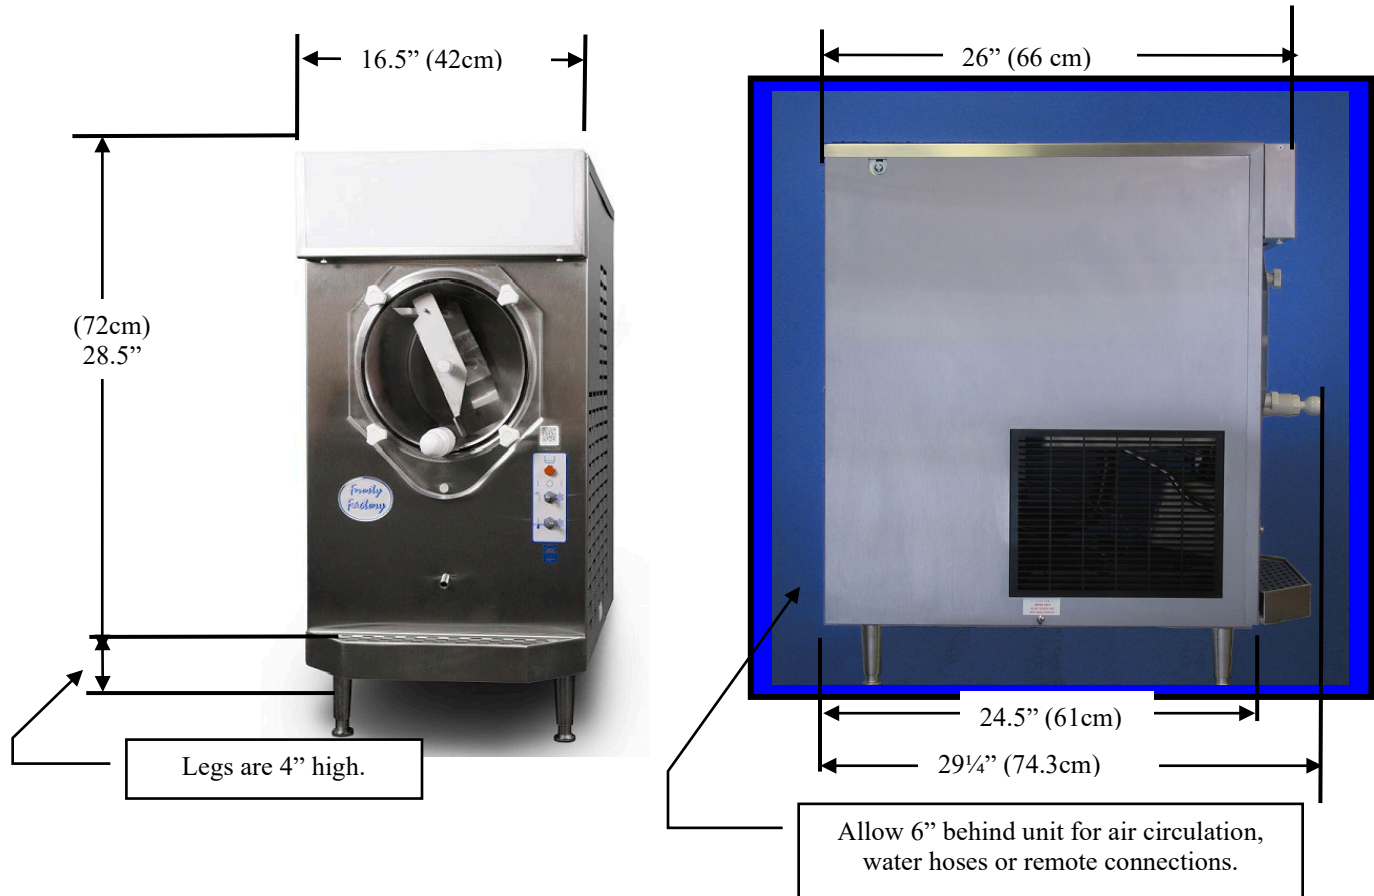 16.5” (42cm)
26” (66 cm)
(72cm)
28.5”
Frosty
Factory
24.5” (61cm)
29¼” (74.3cm)
Legs are 4” high.
Allow 6” behind unit for air circulation,
water hoses or remote connections.